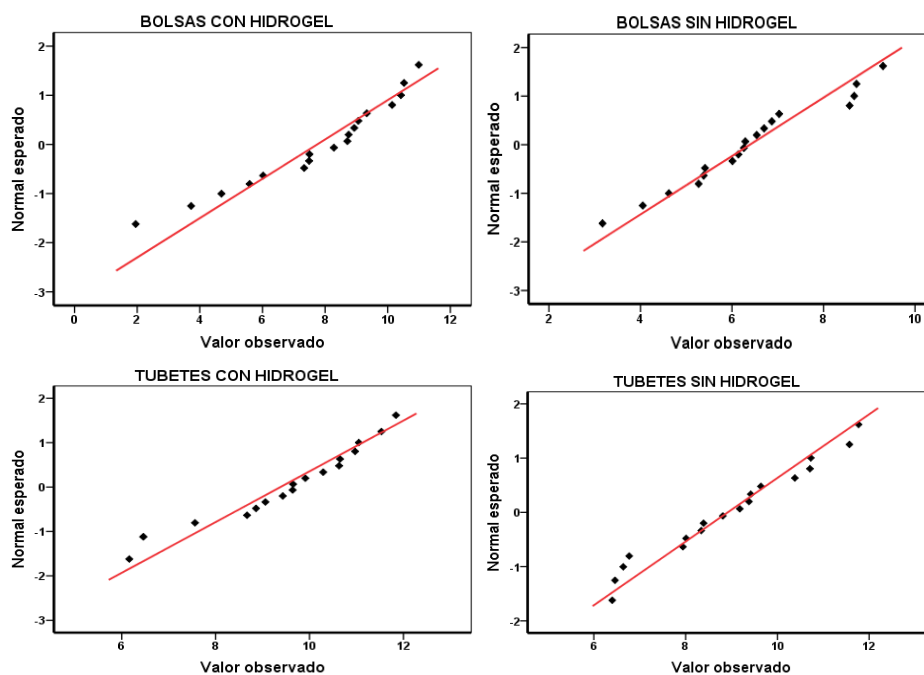 BOLSAS CON HIDROGEL
Normal esperado
2
1
0
-1
-2
-3
0 2 4 6 8 10 12
Valor observado
BOLSAS SIN HIDROGEL
Normal esperado
2
1
0
-1
-2
-3
2 4 6 8 10
Valor observado
TUBETES CON HIDROGEL
Normal esperado
2
1
0
-1
-2
-3
6 8 10 12
Valor observado
TUBETES SIN HIDROGEL
Normal esperado
2
1
0
-1
-2
6 8 10 12
Valor observado